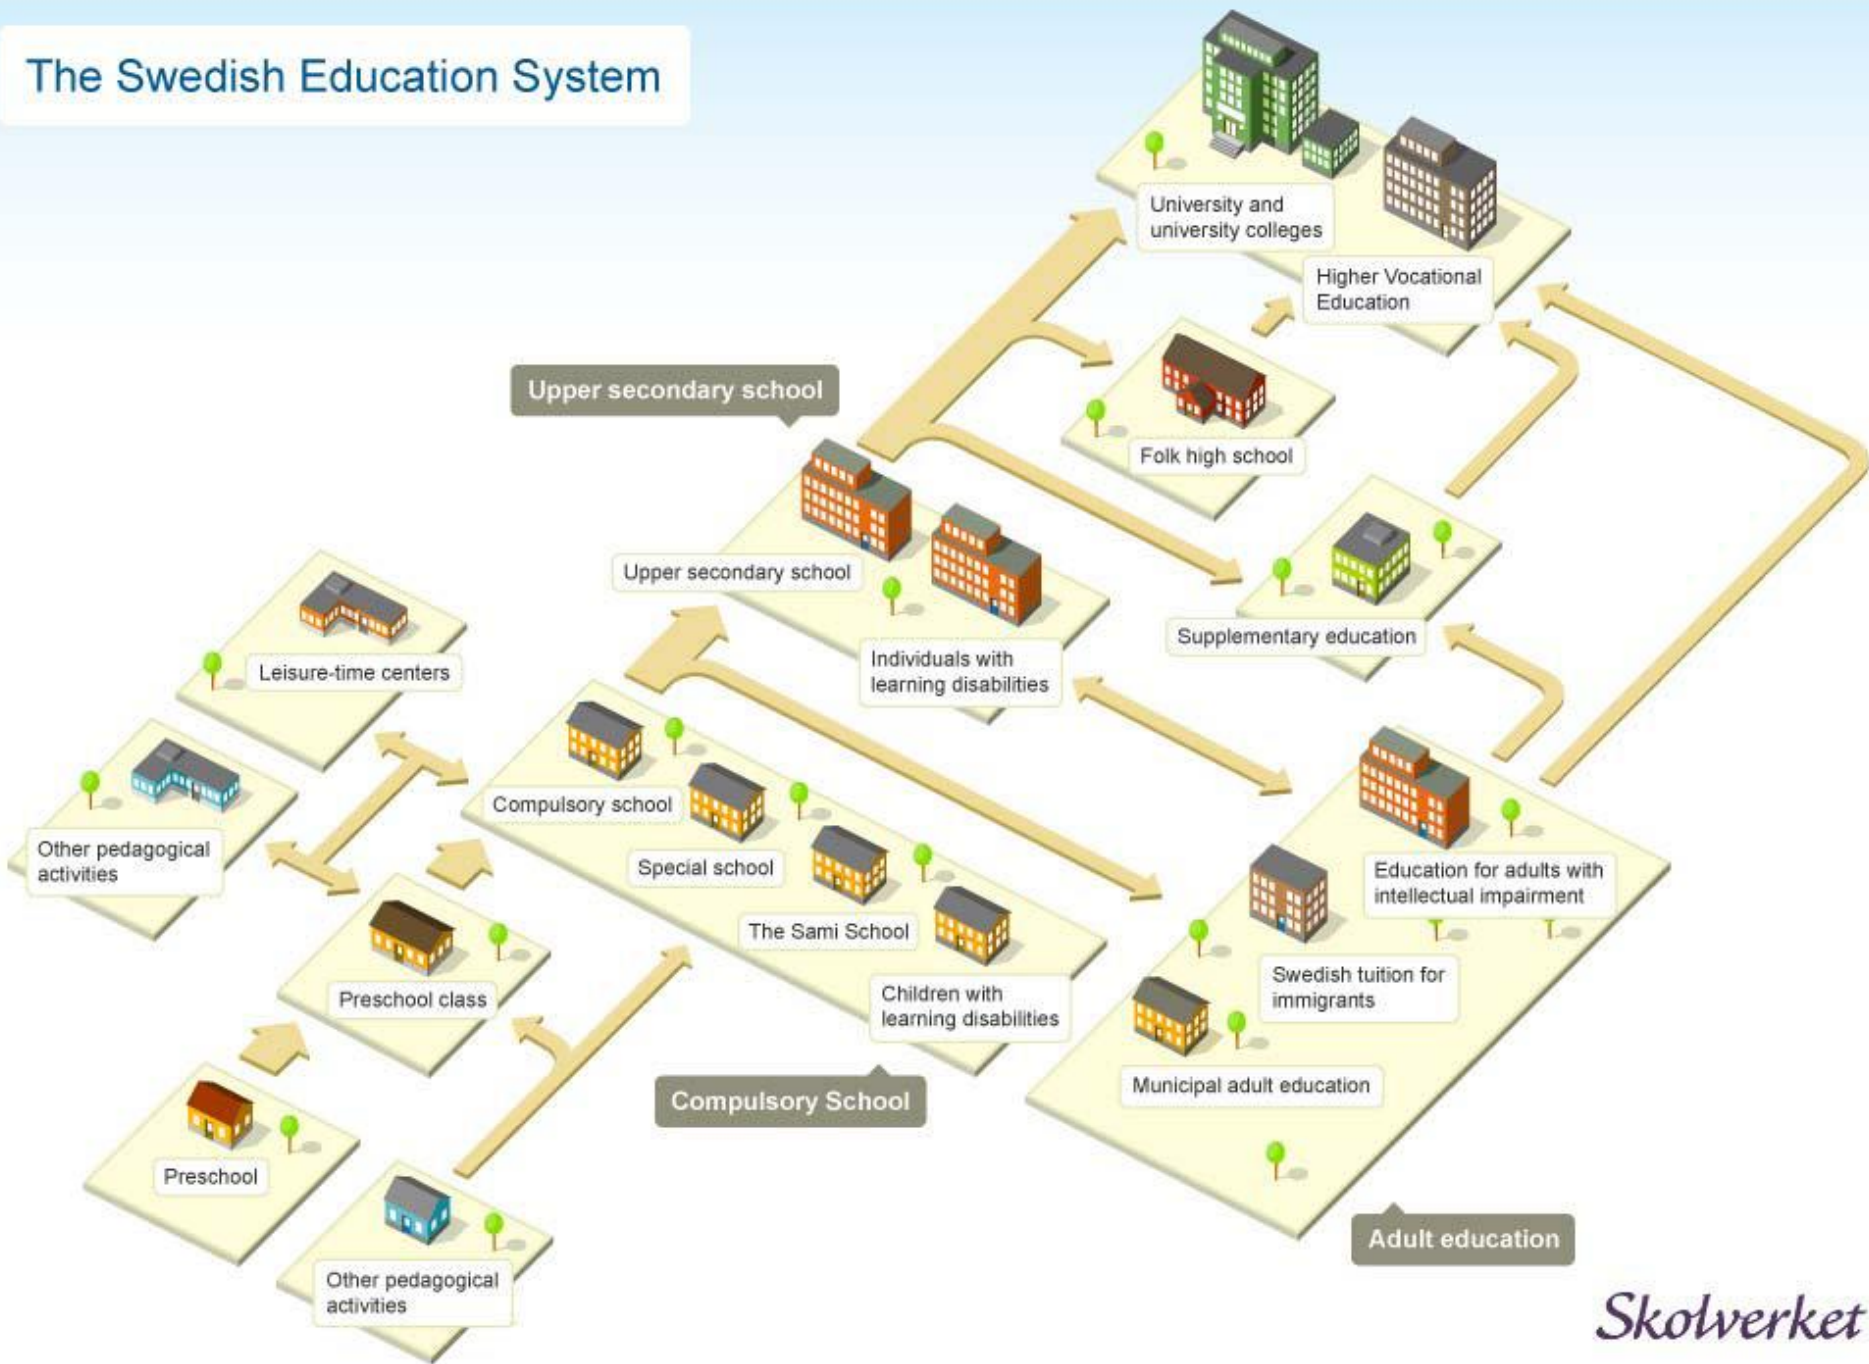 The Swedish Education System
University and
university colleges
Higher Vocational
Education
Upper secondary school
Folk high school
Upper secondary school
Individuals with
learning disabilities
Supplementary education
Leisure-time centers
Other pedagogical
activities
Compulsory school
Special school
The Sami School
Children with
learning disabilities
Education for adults with
intellectual impairment
Swedish tuition for
immigrants
Municipal adult education
Preschool class
Preschool
Compulsory School
Other pedagogical
activities
Adult education
Skolverket